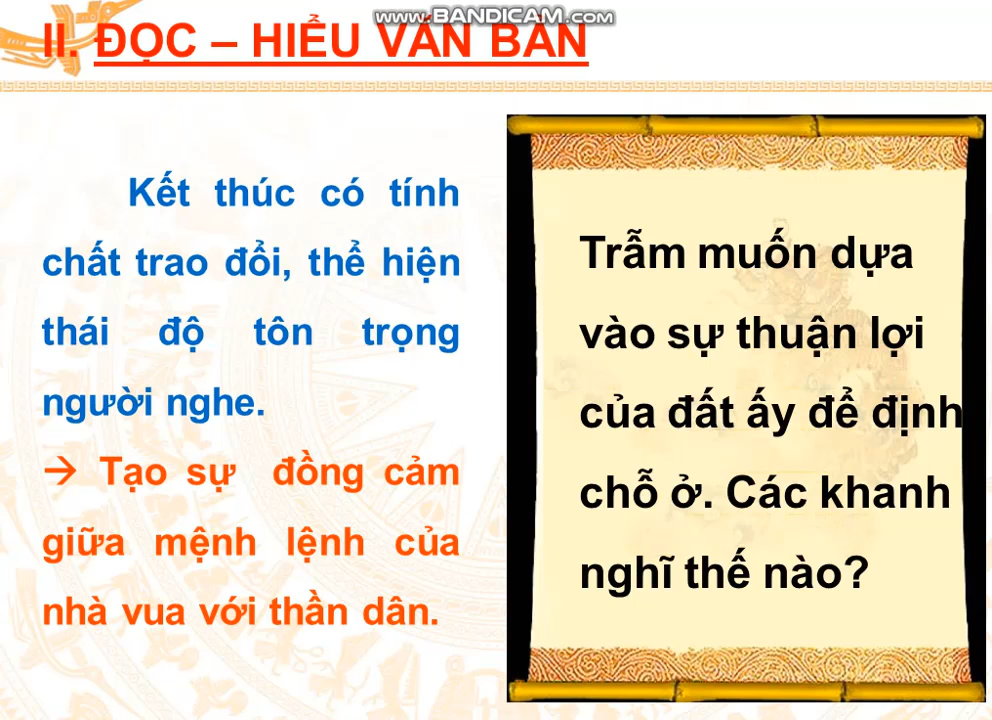 www.BANDICAM.com
II. ĐỌC – HIỂU VĂN BẢN
Kết thúc có tính
chất trao đổi, thể hiện
thái độ tôn trọng
người nghe.
→ Tạo sự đồng cảm
giữa mệnh lệnh của
nhà vua với thần dân.
Trẫm muốn dựa
vào sự thuận lợi
của đất ấy để định
chỗ ở. Các khanh
nghĩ thế nào?